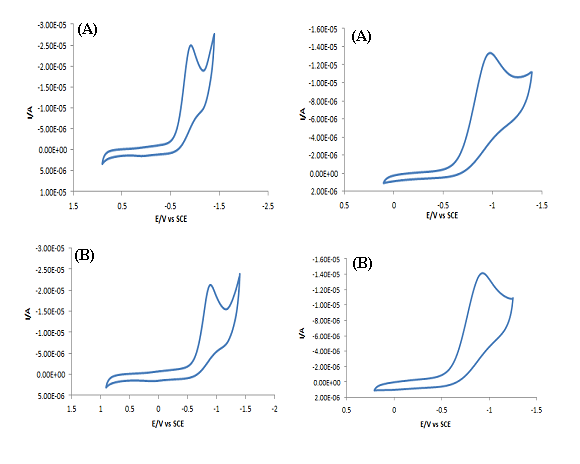 (A)
-3.00E-05
-2.50E-05
-2.00E-05
-1.50E-05
-1.00E-05
-5.00E-06
0.00E+00
5.00E-06
1.00E-05
I/A
1.5 0.5 -0.5 -1.5 -2.5
E/V vs SCE
(A)
-1.60E-05
-1.40E-05
-1.20E-05
-1.00E-05
-8.00E-06
-6.00E-06
-4.00E-06
-2.00E-06
0.00E+00
2.00E-06
I/A
0.5 0 -0.5 -1 -1.5
E/V vs SCE
(B)
-3.00E-05
-2.50E-05
-2.00E-05
-1.50E-05
-1.00E-05
-5.00E-06
0.00E+00
5.00E-06
I/A
1.5 1 0.5 0 -0.5 -1 -1.5 -2
E/V vs SCE
(B)
-1.60E-05
-1.40E-05
-1.20E-05
-1.00E-05
-8.00E-06
-6.00E-06
-4.00E-06
-2.00E-06
0.00E+00
2.00E-06
I/A
0.5 0 -0.5 -1 -1.5
E/V vs SCE